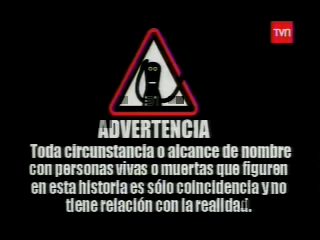 TVN
ADVERTENCIA
Toda circunstancia o alcance de nombre
con personas vivas o muertas que figuren
en esta historia es sólo coincidencia y no
tiene relación con la realidad.